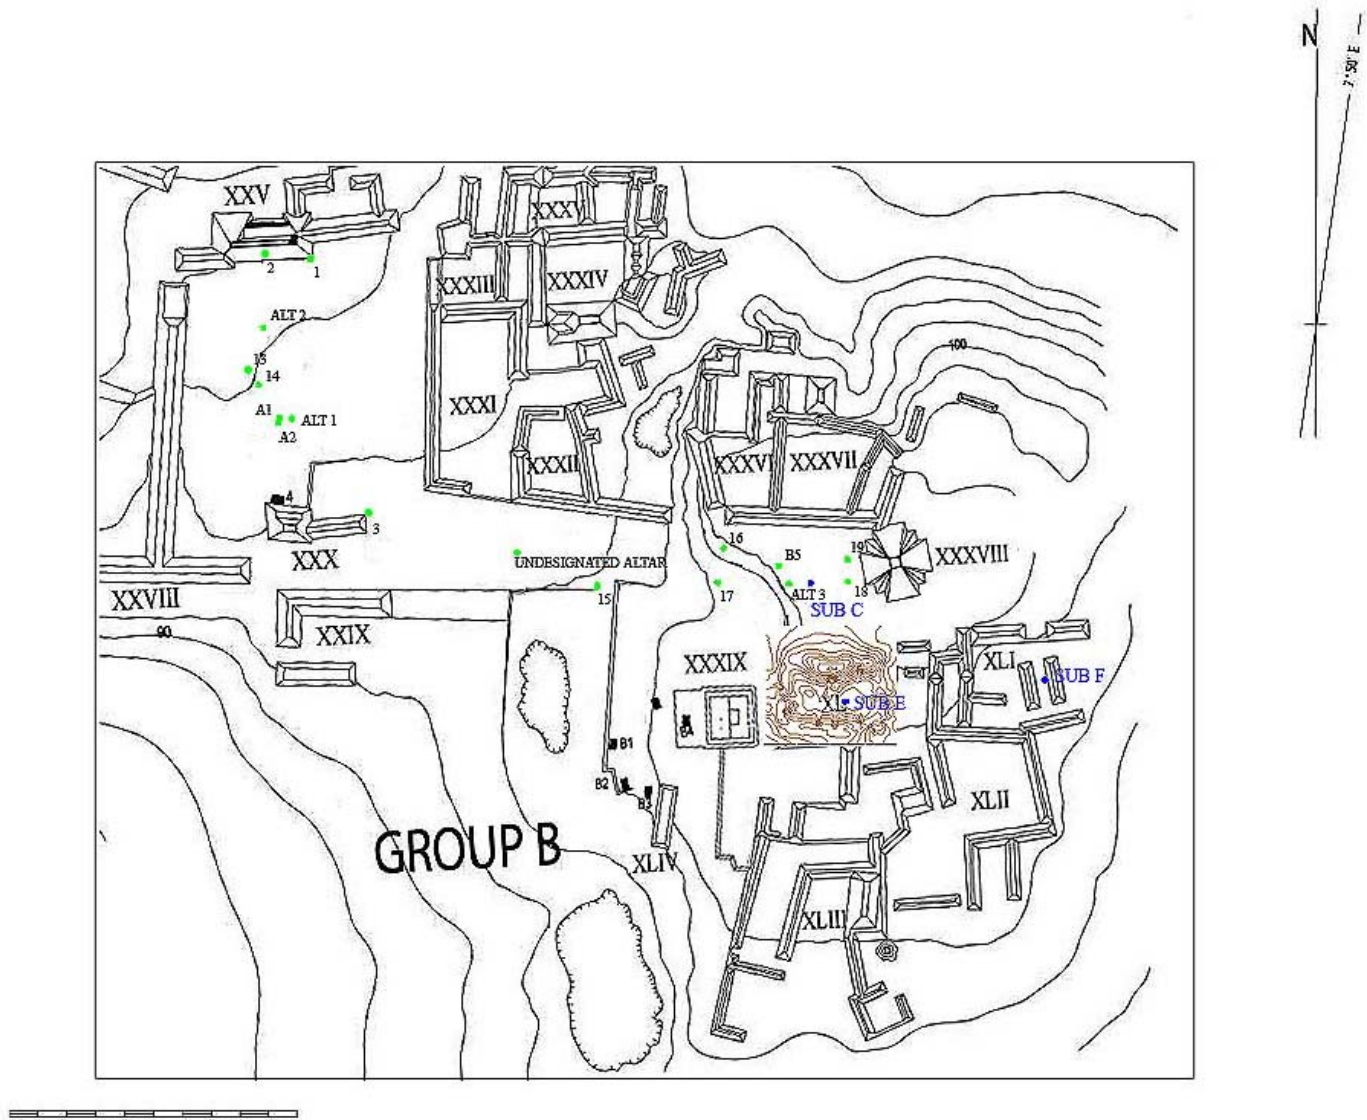 N
7°50' E
XXV
XXXV
2
1
XXXIII
XXXIV
ALT 2
100
13
14
A1
ALT 1
A2
XXXI
XXXII
XXXVI
XXXVII
4
3
XXX
UNDESIGNATED ALTAR
16
B5
19
XXXVIII
XXVIII
15
17
ALT 3
18
SUB C
90
XXIX
XXXIX
XLI
SUB F
XL
SUB E
B4
B1
B2
B3
XLII
GROUP B
XLIV
XLIII